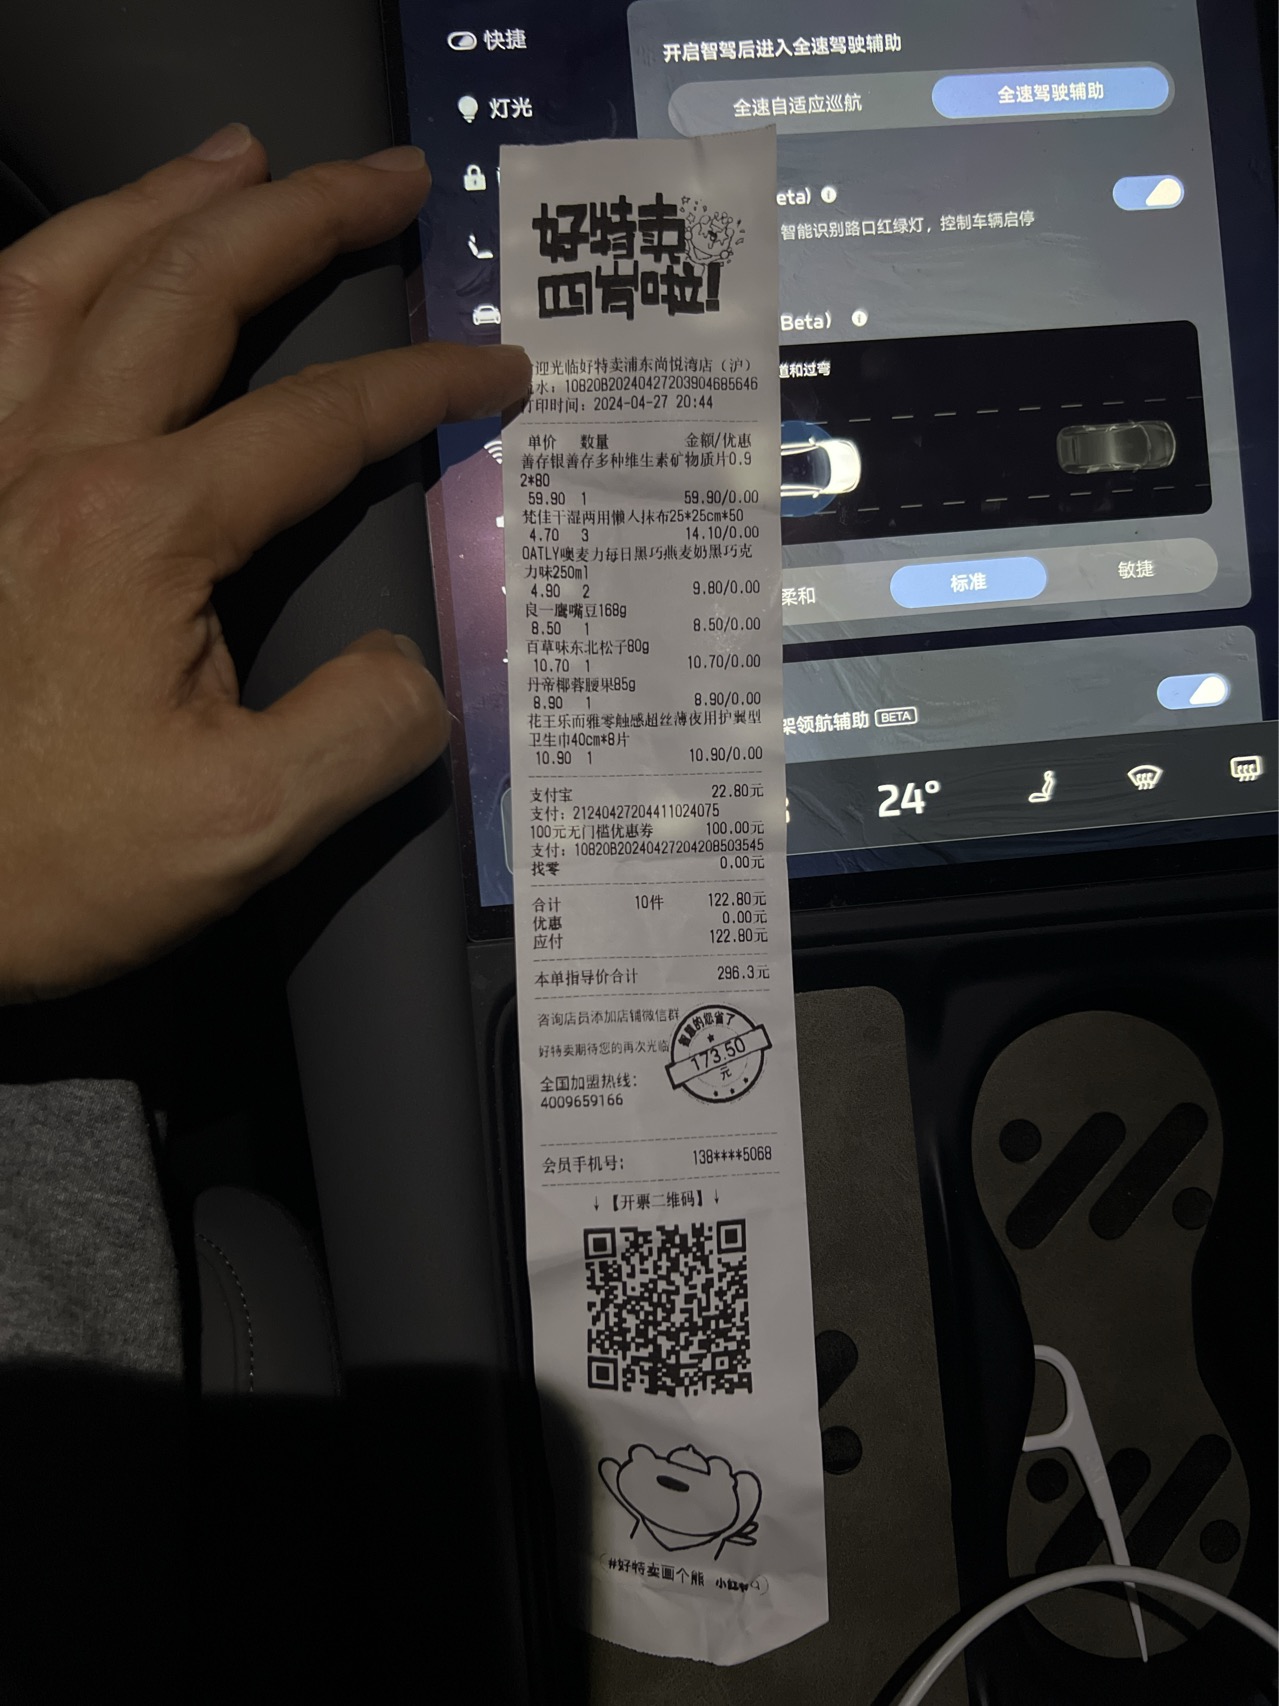 快捷
灯光
开启智驾后进入全速驾驶辅助
全速自适应巡航
全速驾驶辅助
eta)
智能识别路口红绿灯，控制车辆启停
Beta)
道和过弯
柔和
标准
敏捷
领航辅助 BETA
24°
好特卖
迎光临好特卖浦东尚悦湾店（沪）
水：10820B20240427203904685646
打印时间：2024-04-27 20:44
单价 数量 金额/优惠
善存银善存多种维生素矿物质片0.9
2*80
59.90 1 59.90/0.00
梵佳干湿两用懒人抹布25*25cm*50
4.70 3 14.10/0.00
OATLY噢麦力每日黑巧燕麦奶黑巧克
力味250ml
4.90 2 9.80/0.00
良一鹰嘴豆168g
8.50 1 8.50/0.00
百草味东北松子80g
10.70 1 10.70/0.00
丹帝椰蓉腰果85g
8.90 1 8.90/0.00
花王乐而雅零触感超丝薄夜用护翼型
卫生巾40cm*8片
10.90 1 10.90/0.00
支付宝 22.80元
支付：21240427204411024075
100元无门槛优惠券 100.00元
支付：10820B20240427204208503545
找零 0.00元
合计 10件 122.80元
优惠 0.00元
应付 122.80元
本单指导价合计 296.3元
咨询店员添加店铺微信群
好特卖期待您的再次光临
的您省了
173.50
元
全国加盟热线：
4009659166
会员手机号： 138****5068
↓【开票二维码】↓
#好特卖画个熊